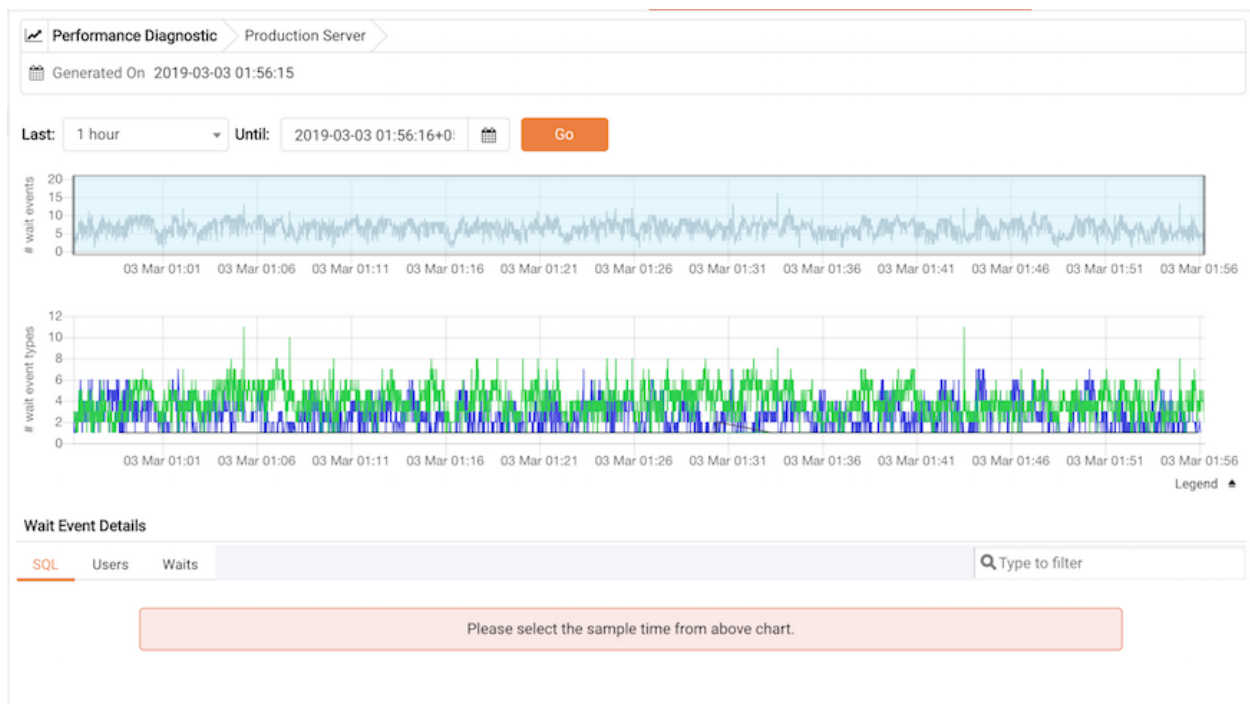 Performance Diagnostic Production Server
Generated On 2019-03-03 01:56:15
Last: 1 hour Until: 2019-03-03 01:56:16+0 Go
# wait events
20
15
10
5
0
03 Mar 01:01 03 Mar 01:06 03 Mar 01:11 03 Mar 01:16 03 Mar 01:21 03 Mar 01:26 03 Mar 01:31 03 Mar 01:36 03 Mar 01:41 03 Mar 01:46 03 Mar 01:51 03 Mar 01:56
# wait event types
12
10
8
6
4
2
0
03 Mar 01:01 03 Mar 01:06 03 Mar 01:11 03 Mar 01:16 03 Mar 01:21 03 Mar 01:26 03 Mar 01:31 03 Mar 01:36 03 Mar 01:41 03 Mar 01:46 03 Mar 01:51 03 Mar 01:56
Legend
Wait Event Details
SQL Users Waits Type to filter
Please select the sample time from above chart.